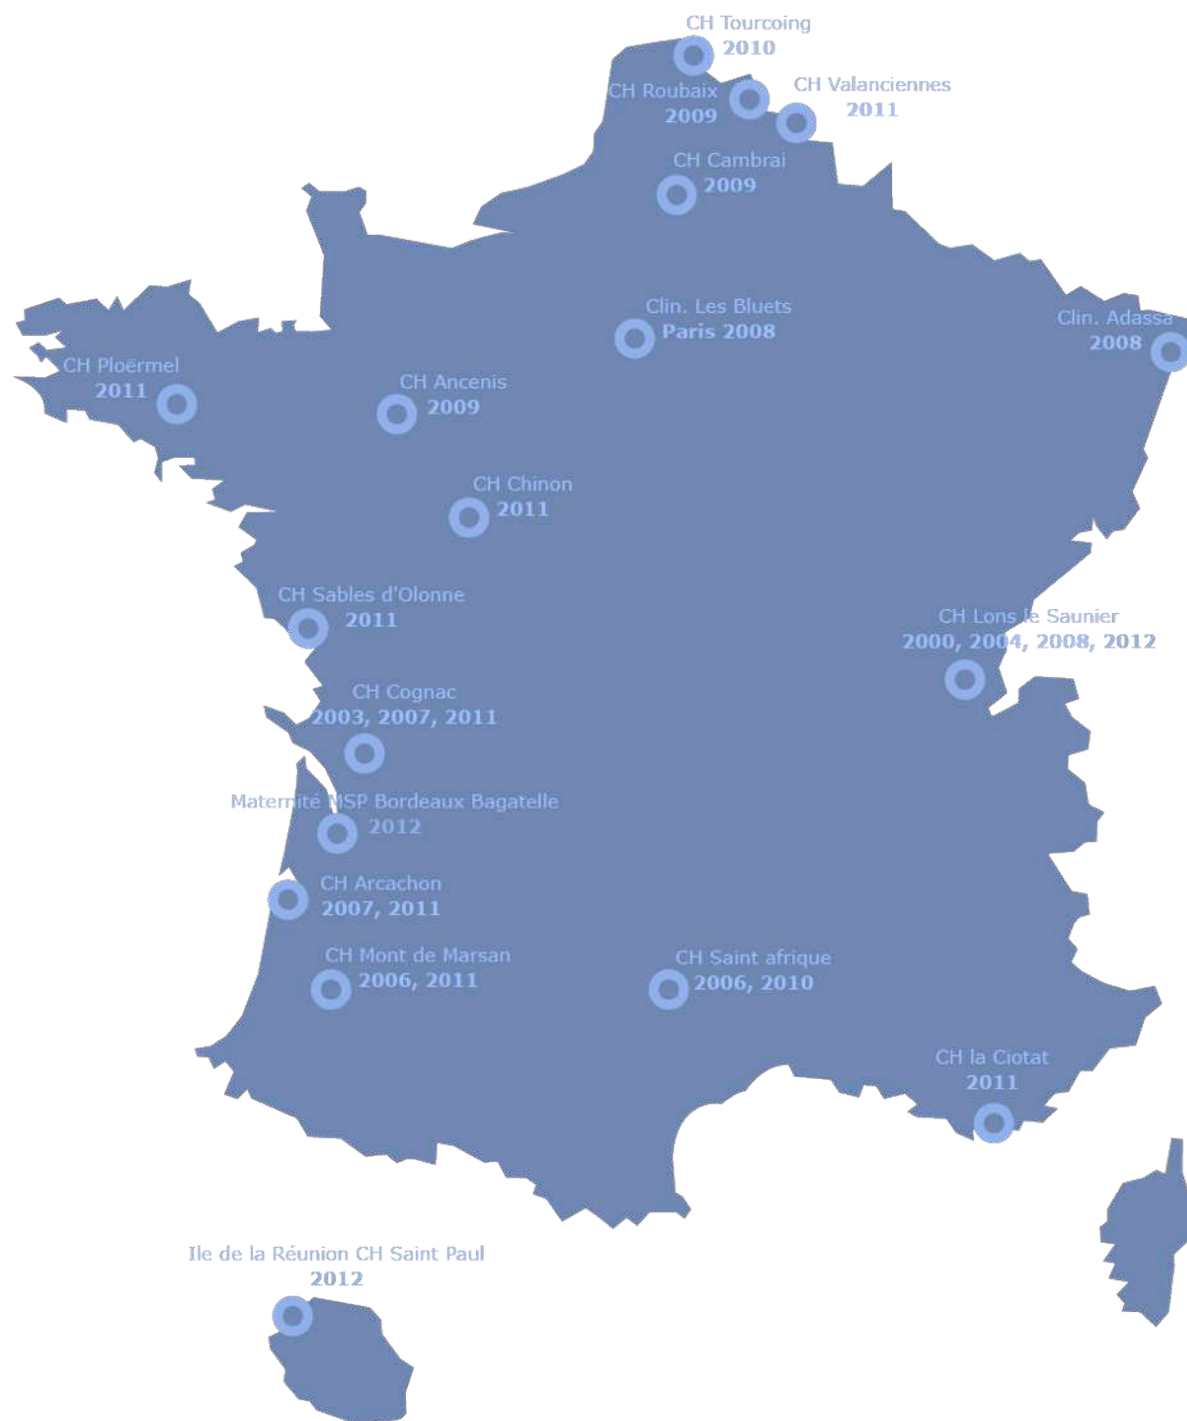 CH Tourcoing
2010
CH Roubaix
2009
CH Valanciennes
2011
CH Cambrai
2009
Clin. Les Bluets
Paris 2008
Clin. Adassa
2008
CH Ploërmel
2011
CH Ancenis
2009
CH Chinon
2011
CH Sables d'Olonne
2011
CH Lons le Saunier
2000, 2004, 2008, 2012
CH Cognac
2003, 2007, 2011
Maternité MSP Bordeaux Bagatelle
2012
CH Arcachon
2007, 2011
CH Mont de Marsan
2006, 2011
CH Saint afrique
2006, 2010
CH la Ciotat
2011
Ile de la Réunion CH Saint Paul
2012